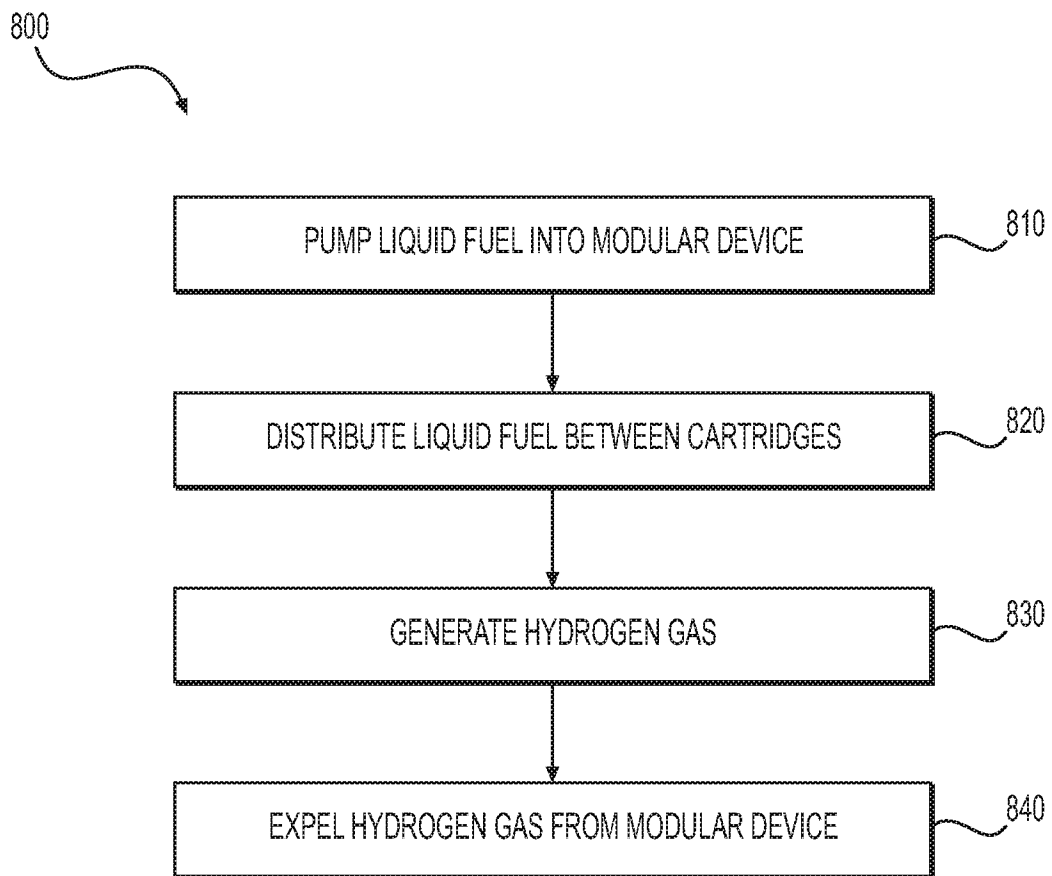 800
PUMP LIQUID FUEL INTO MODULAR DEVICE
810
DISTRIBUTE LIQUID FUEL BETWEEN CARTRIDGES
820
GENERATE HYDROGEN GAS
830
EXPEL HYDROGEN GAS FROM MODULAR DEVICE
840